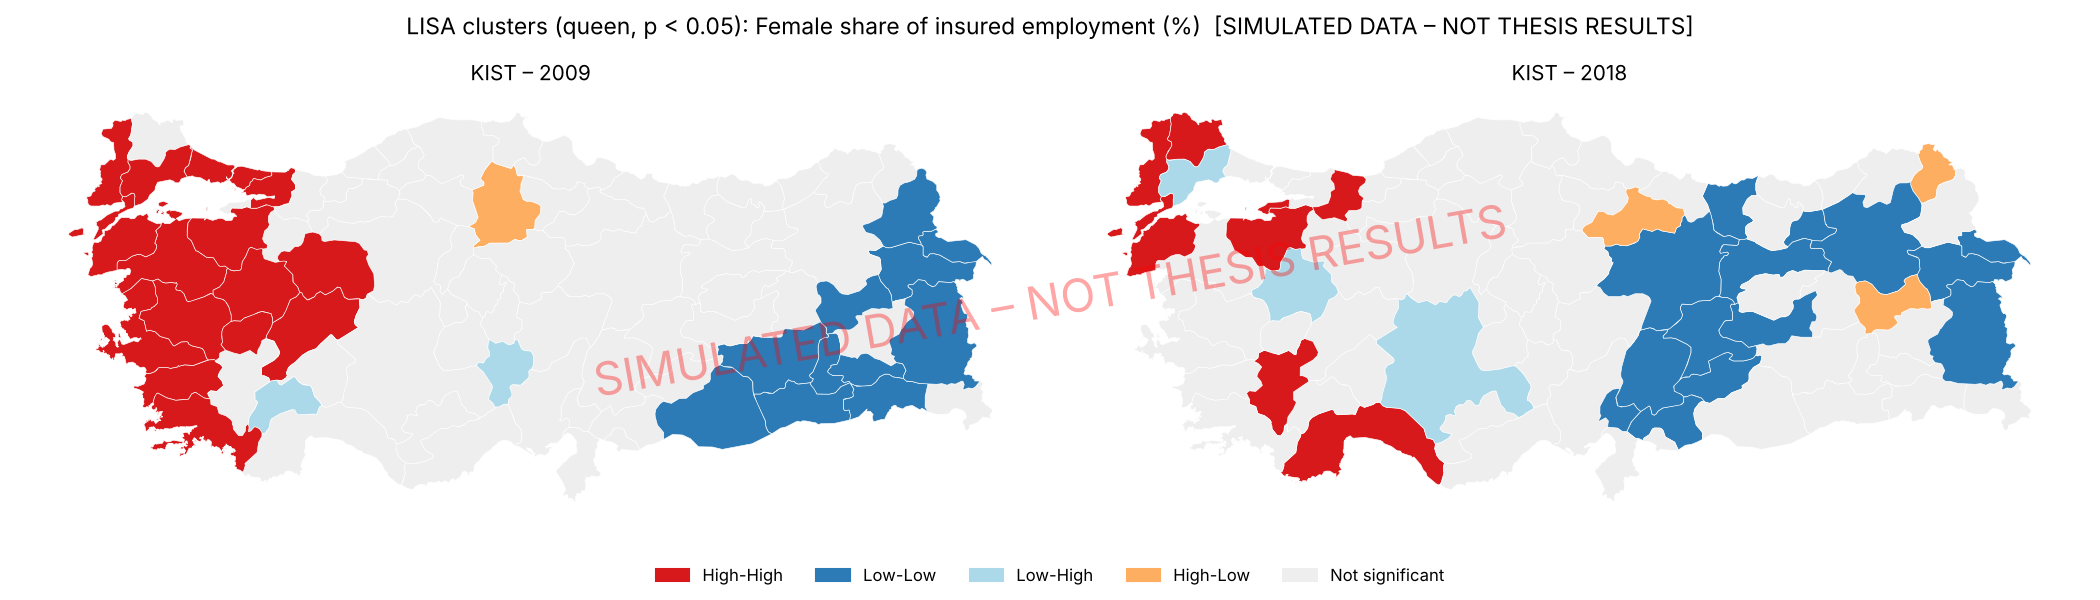 LISA clusters (queen, p < 0.05): Female share of insured employment (%)  [SIMULATED DATA – NOT THESIS RESULTS]
KIST – 2009
KIST – 2018
SIMULATED DATA – NOT THESIS RESULTS
High-High
Low-Low
Low-High
High-Low
Not significant